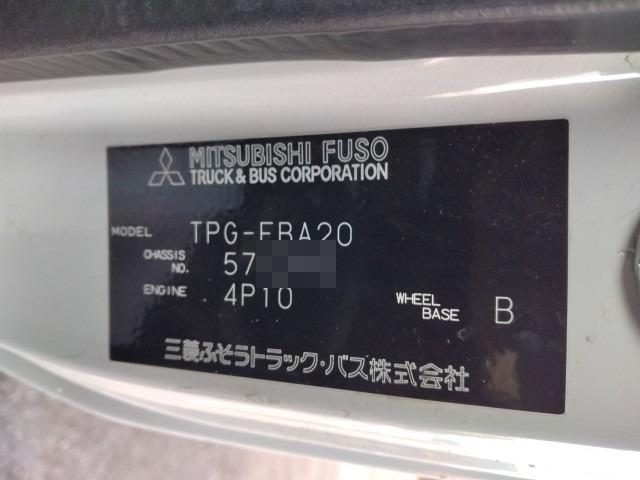 MITSUBISHI FUSO
TRUCK & BUS CORPORATION
MODEL TPG-FBA20
CHASSIS NO. 57
ENGINE 4P10
WHEEL BASE B
三菱ふそうトラック・バス株式会社